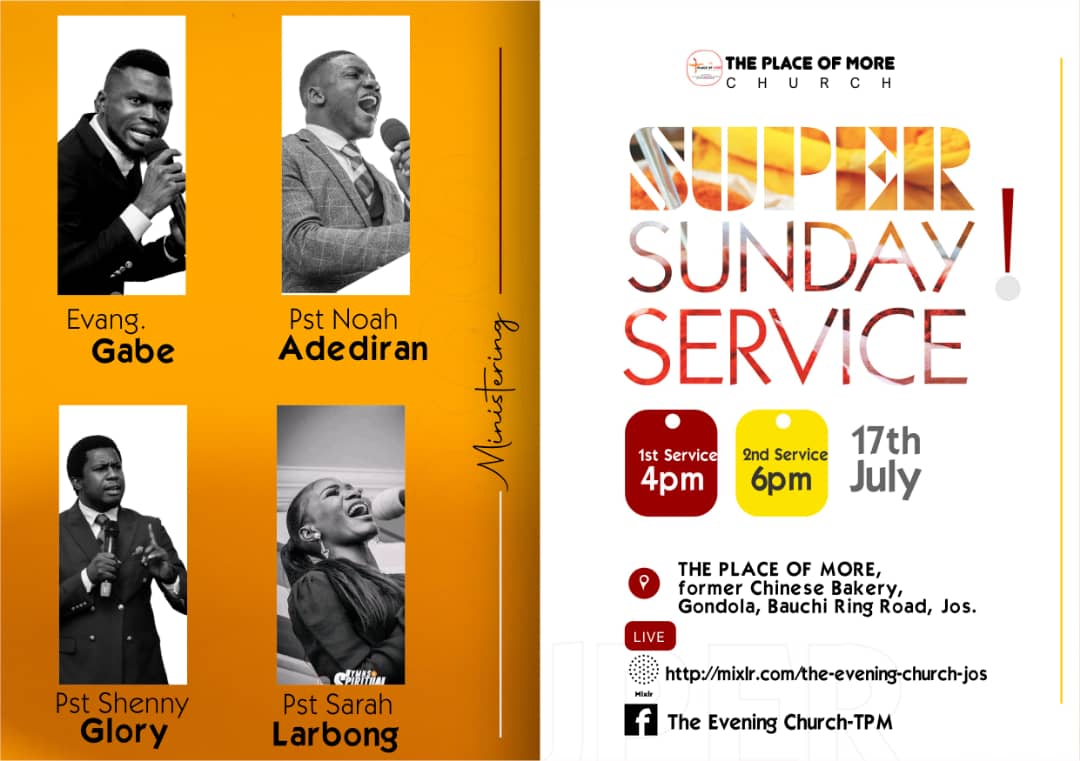 Evang.
Gabe
Pst Noah
Adediran
Pst Shenny
Glory
Pst Sarah
Larbong
Ministering
THE PLACE OF MORE
CHURCH
SUPER
SUNDAY
SERVICE
!
1st Service
4pm
2nd Service
6pm
17th
July
THE PLACE OF MORE,
former Chinese Bakery,
Gondola, Bauchi Ring Road, Jos.
LIVE
Mixlr
http://mixlr.com/the-evening-church-jos
f
The Evening Church-TPM